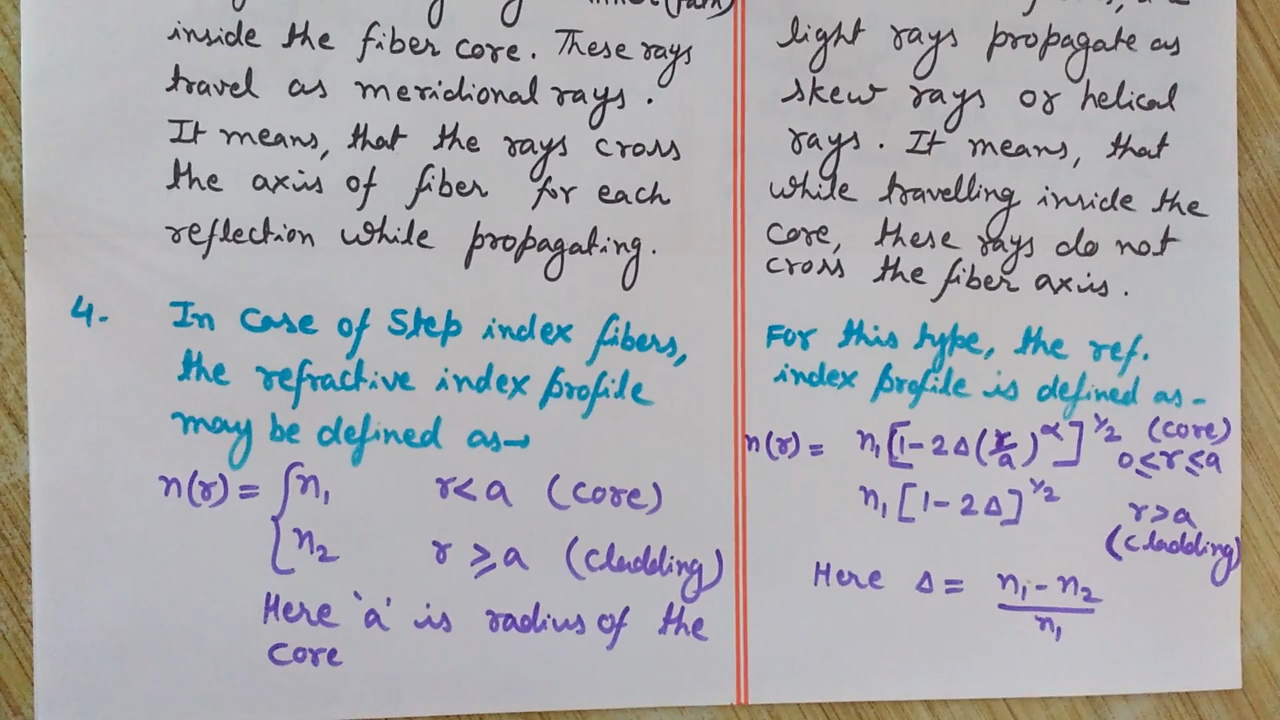 inside the fiber core. These rays
travel as meridional rays.
It means, that the rays cross
the axis of fiber for each
reflection while propagating.
4. In case of Step index fibers,
the refractive index profile
may be defined as→
n(r) = { n₁ r < a (core)
n₂ r ⩾ a (cladding)
Here 'a' is radius of the
core
light rays propagate as
skew rays or helical
rays. It means, that
while travelling inside the
core, these rays do not
cross the fiber axis.
For this type, the ref.
index profile is defined as-
n(r) = n₁[1-2Δ(r/a)^α]^1/2 (core)
0≤r≤a
n₁[1-2Δ]^1/2 r>a
(cladding)
Here Δ = n₁-n₂/n₁